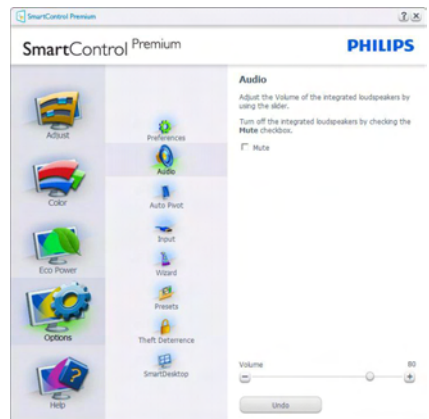 SmartControl Premium
SmartControl Premium
PHILIPS
Adjust
Color
Eco Power
Options
Help
Preferences
Audio
Auto Pivot
Input
Wizard
Presets
Theft Deterrence
SmartDesktop
Audio
Adjust the Volume of the integrated loudspeakers by
using the slider.
Turn off the integrated loudspeakers by checking the
Mute checkbox.
Mute
Volume 80
Undo